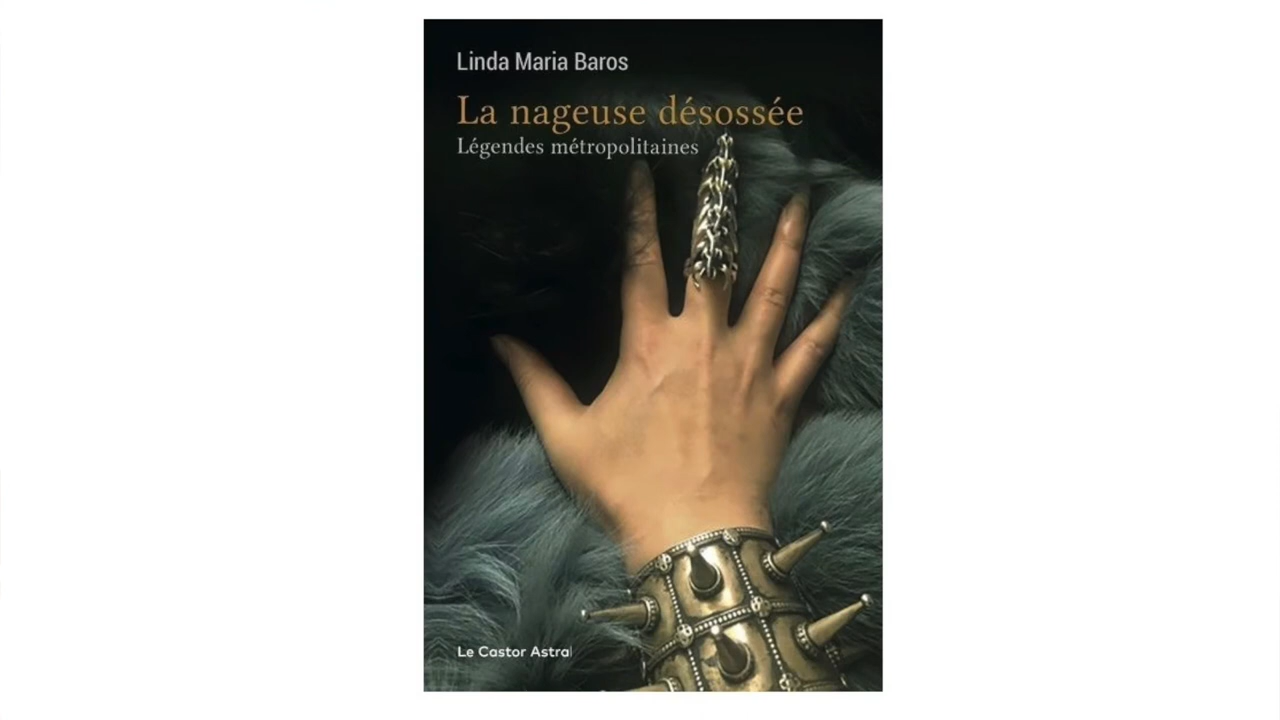 Linda Maria Baros
La nageuse désossée
Légendes métropolitaines
Le Castor Astral